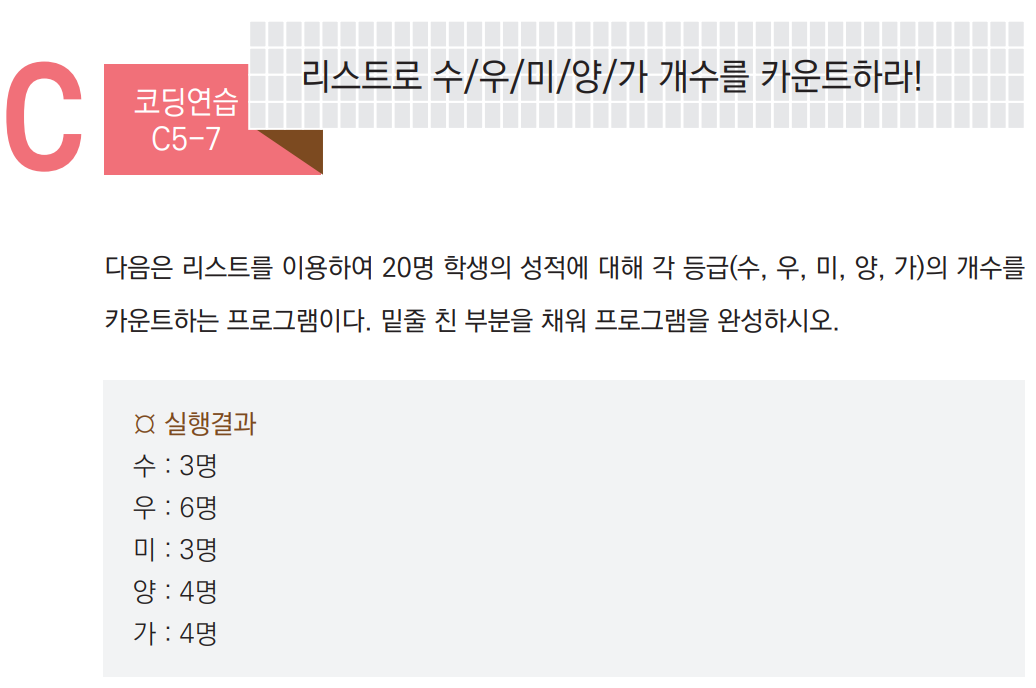 C
코딩연습
C5-7
리스트로 수/우/미/양/가 개수를 카운트하라!
다음은 리스트를 이용하여 20명 학생의 성적에 대해 각 등급(수, 우, 미, 양, 가)의 개수를
카운트하는 프로그램이다. 밑줄 친 부분을 채워 프로그램을 완성하시오.
¤ 실행결과
수 : 3명
우 : 6명
미 : 3명
양 : 4명
가 : 4명